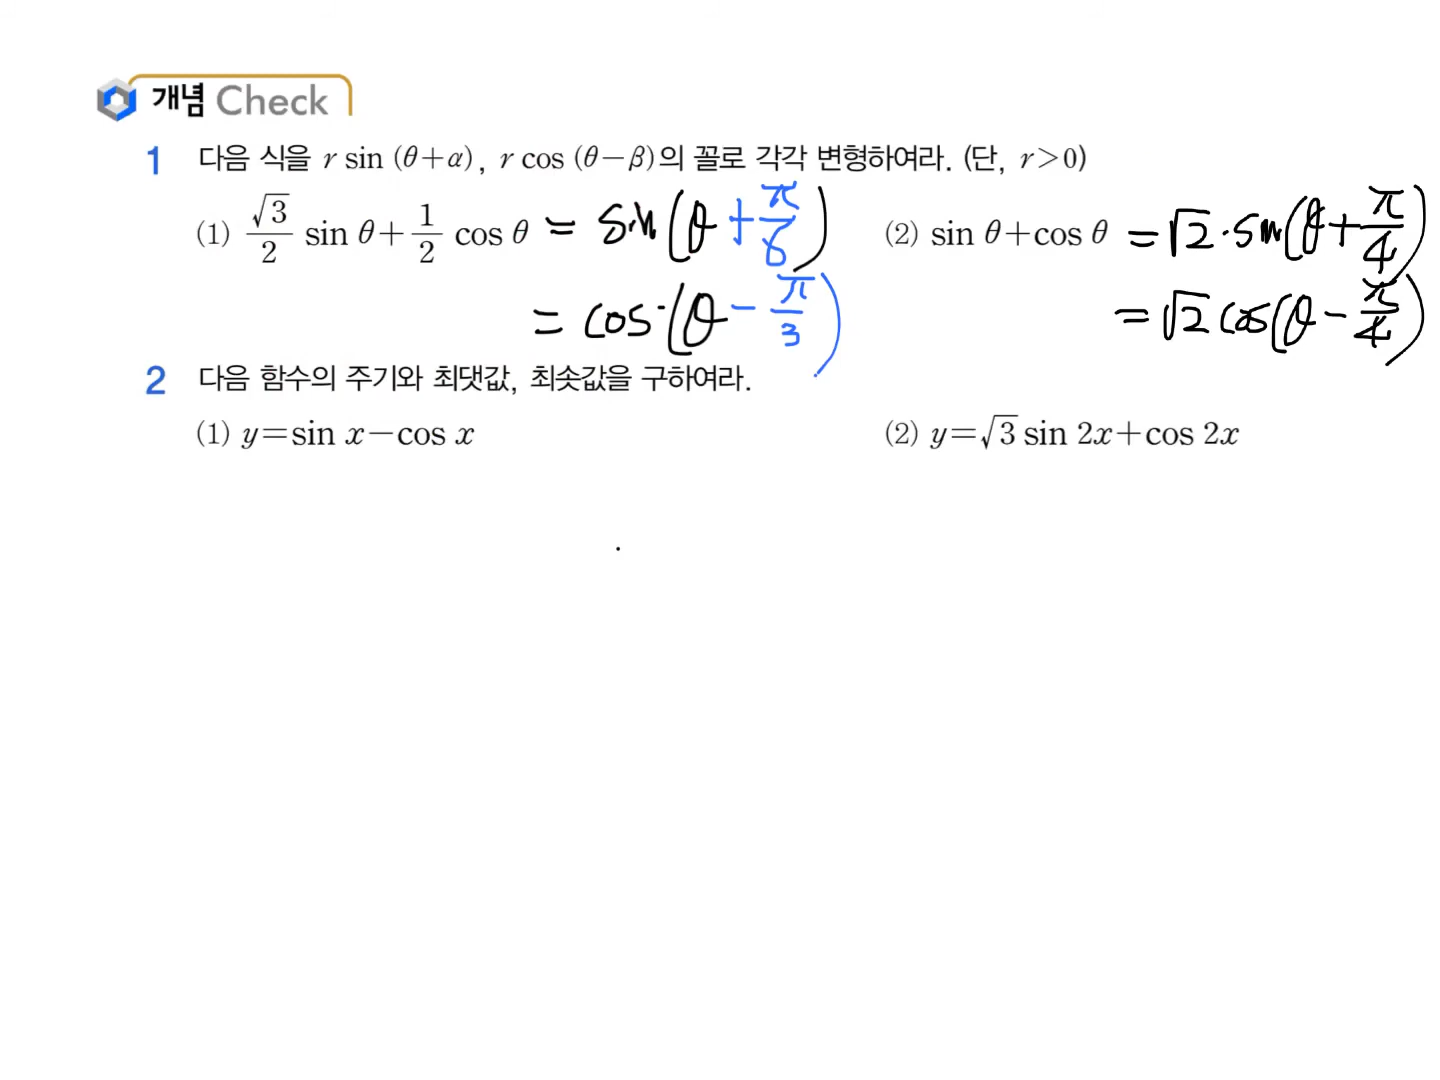 개념 Check
1 다음 식을 r sin (θ+α), r cos (θ−β)의 꼴로 각각 변형하여라. (단, r>0)
(1) √3/2 sin θ + 1/2 cos θ = sin(θ + π/6)
= cos(θ − π/3)
(2) sin θ+cos θ = √2·sin(θ + π/4)
= √2 cos(θ − π/4)
2 다음 함수의 주기와 최댓값, 최솟값을 구하여라.
(1) y=sin x−cos x
(2) y=√3 sin 2x+cos 2x